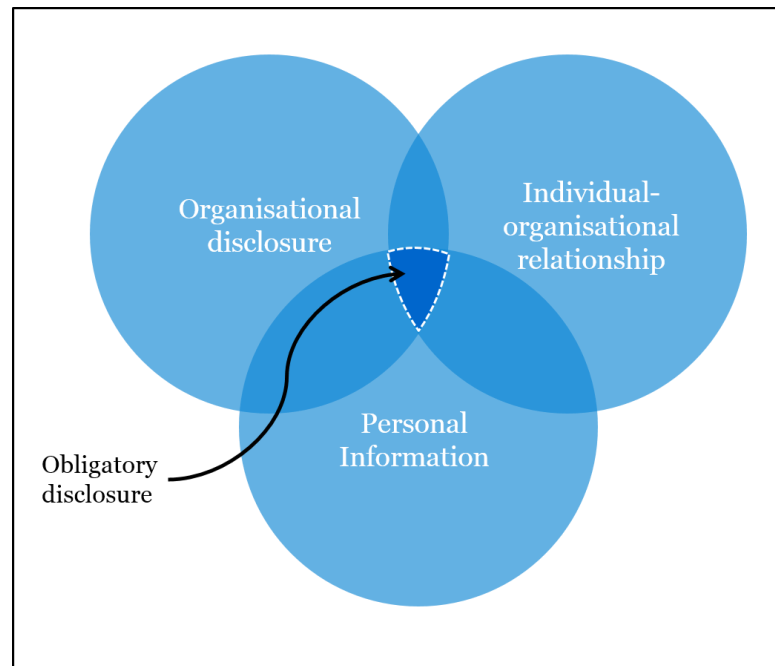 Organisational
disclosure
Individual-
organisational
relationship
Personal
Information
Obligatory
disclosure